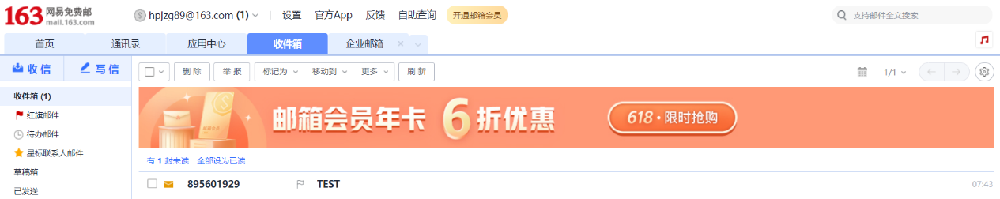 163 网易免费邮 mail.163.com hpjzg89@163.com (1) 设置 官方App 反馈 自助查询 开通邮箱会员 支持邮件全文搜索
首页 通讯录 应用中心 收件箱 企业邮箱
收信 写信 删 除 举 报 标记为 移动到 更多 刷 新 1/1
收件箱 (1)
红旗邮件
待办邮件
星标联系人邮件
草稿箱
已发送
邮箱会员年卡 6 折优惠 618 · 限时抢购
有 1 封未读 全部设为已读
895601929 TEST 07:43